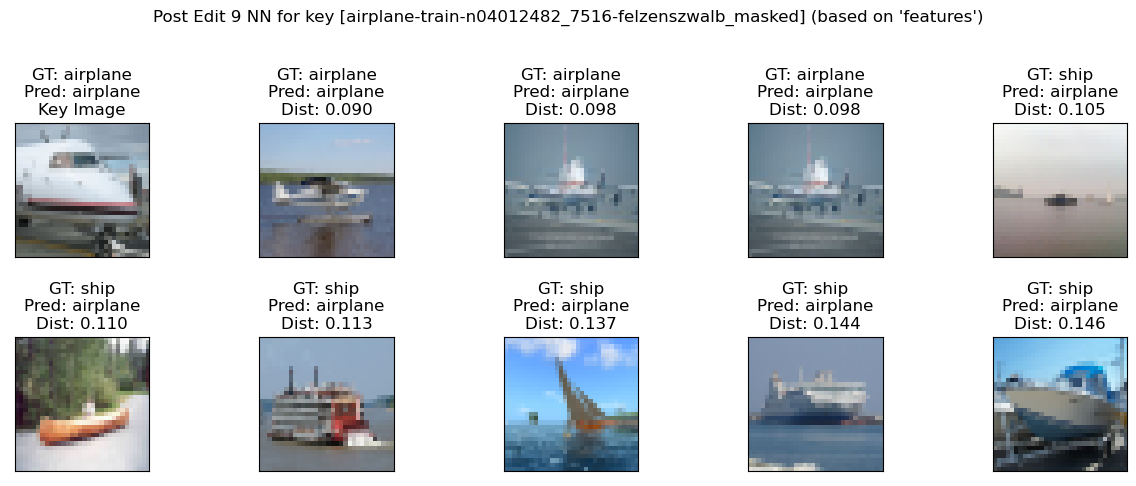 Post Edit 9 NN for key [airplane-train-n04012482_7516-felzenszwalb_masked] (based on 'features')
GT: airplane
Pred: airplane
Key Image
GT: airplane
Pred: airplane
Dist: 0.090
GT: airplane
Pred: airplane
Dist: 0.098
GT: airplane
Pred: airplane
Dist: 0.098
GT: ship
Pred: airplane
Dist: 0.105
GT: ship
Pred: airplane
Dist: 0.110
GT: ship
Pred: airplane
Dist: 0.113
GT: ship
Pred: airplane
Dist: 0.137
GT: ship
Pred: airplane
Dist: 0.144
GT: ship
Pred: airplane
Dist: 0.146